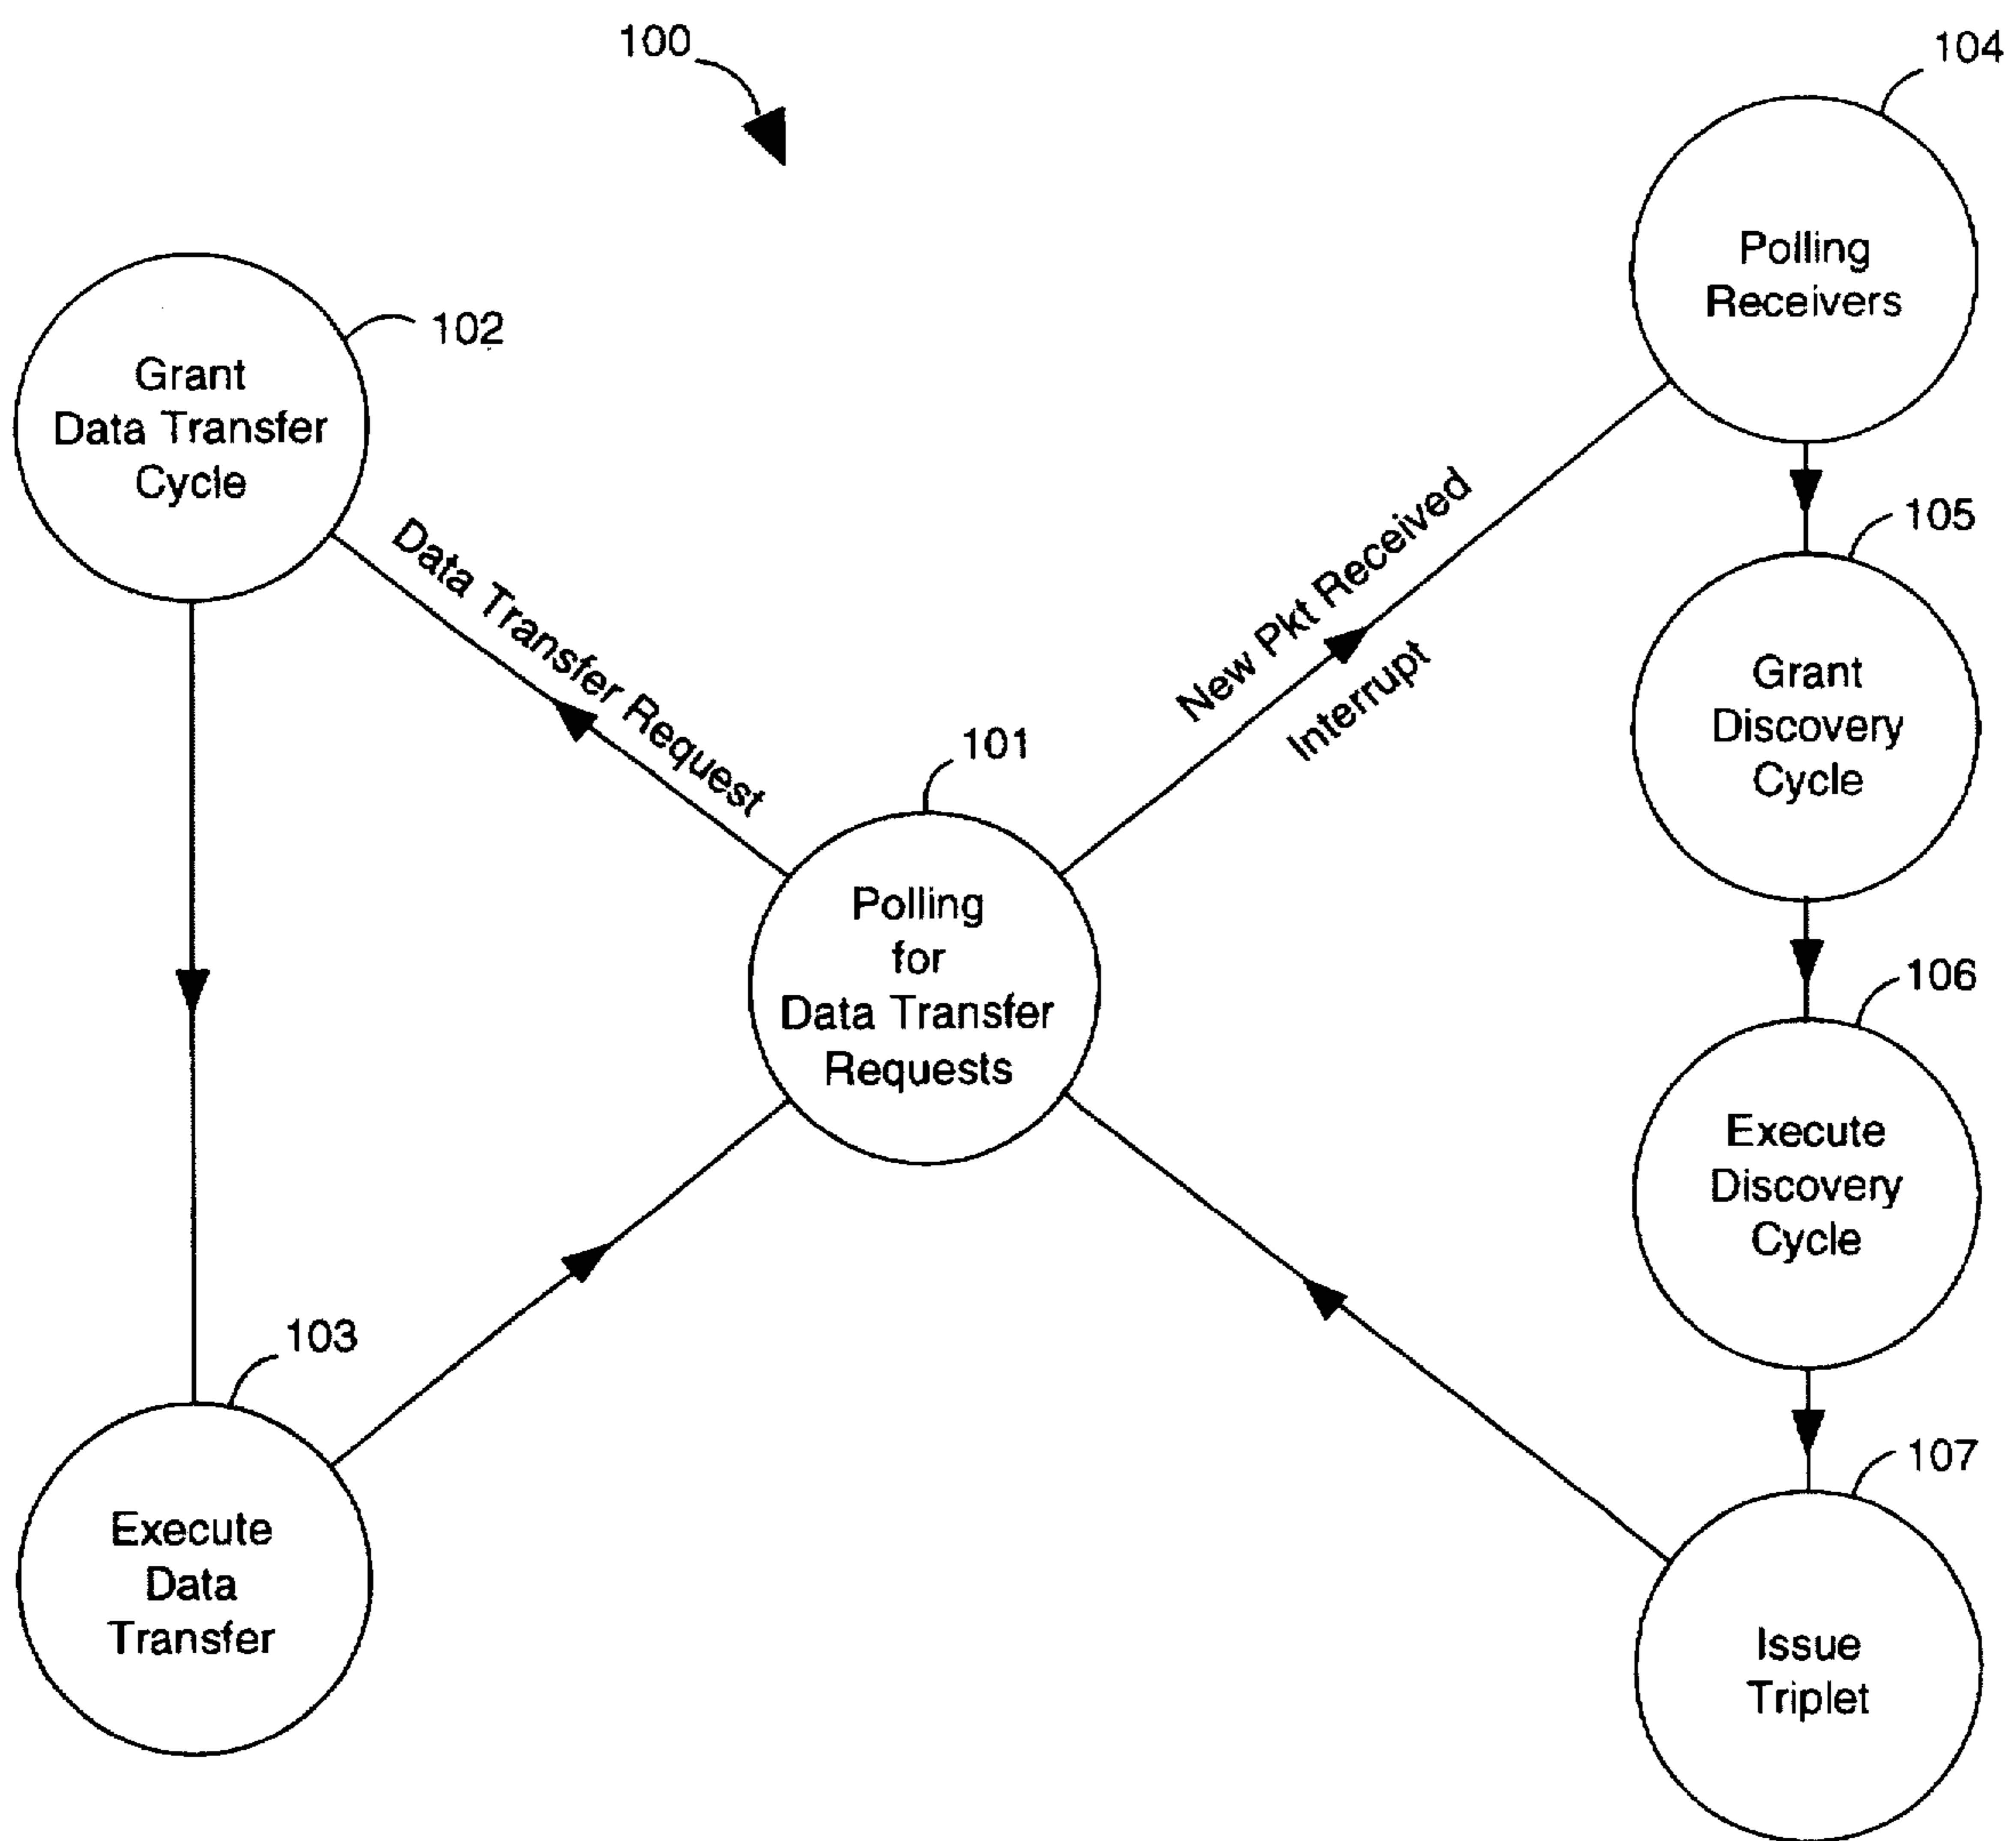 100
104
Polling
Receivers
102
Grant
Data Transfer
Cycle
Data Transfer Request
New Pkt Received
Interrupt
105
Grant
Discovery
Cycle
101
Polling
for
Data Transfer
Requests
106
Execute
Discovery
Cycle
103
Execute
Data
Transfer
107
Issue
Triplet